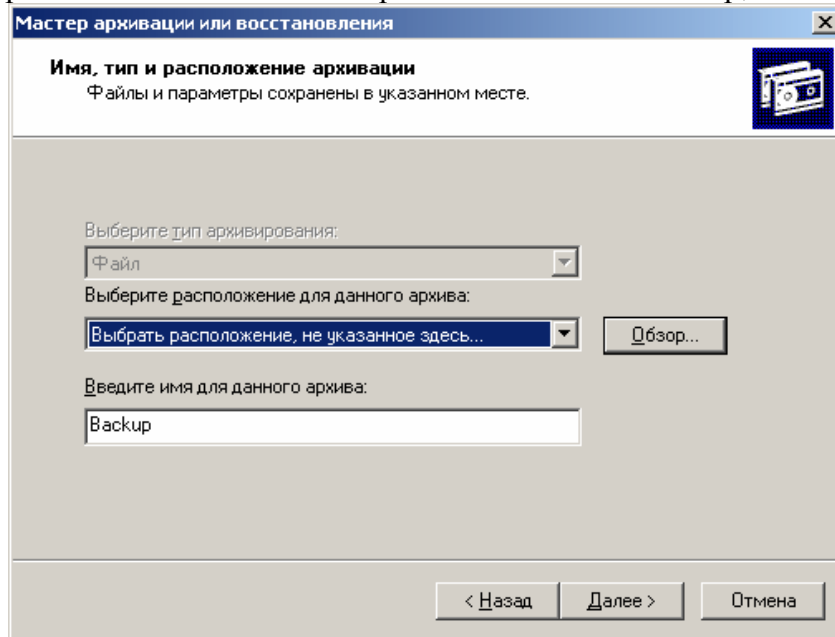 Мастер архивации или восстановления
Имя, тип и расположение архивации
Файлы и параметры сохранены в указанном месте.
Выберите тип архивирования:
Файл
Выберите расположение для данного архива:
Выбрать расположение, не указанное здесь...
Обзор...
Введите имя для данного архива:
Backup
< Назад
Далее >
Отмена